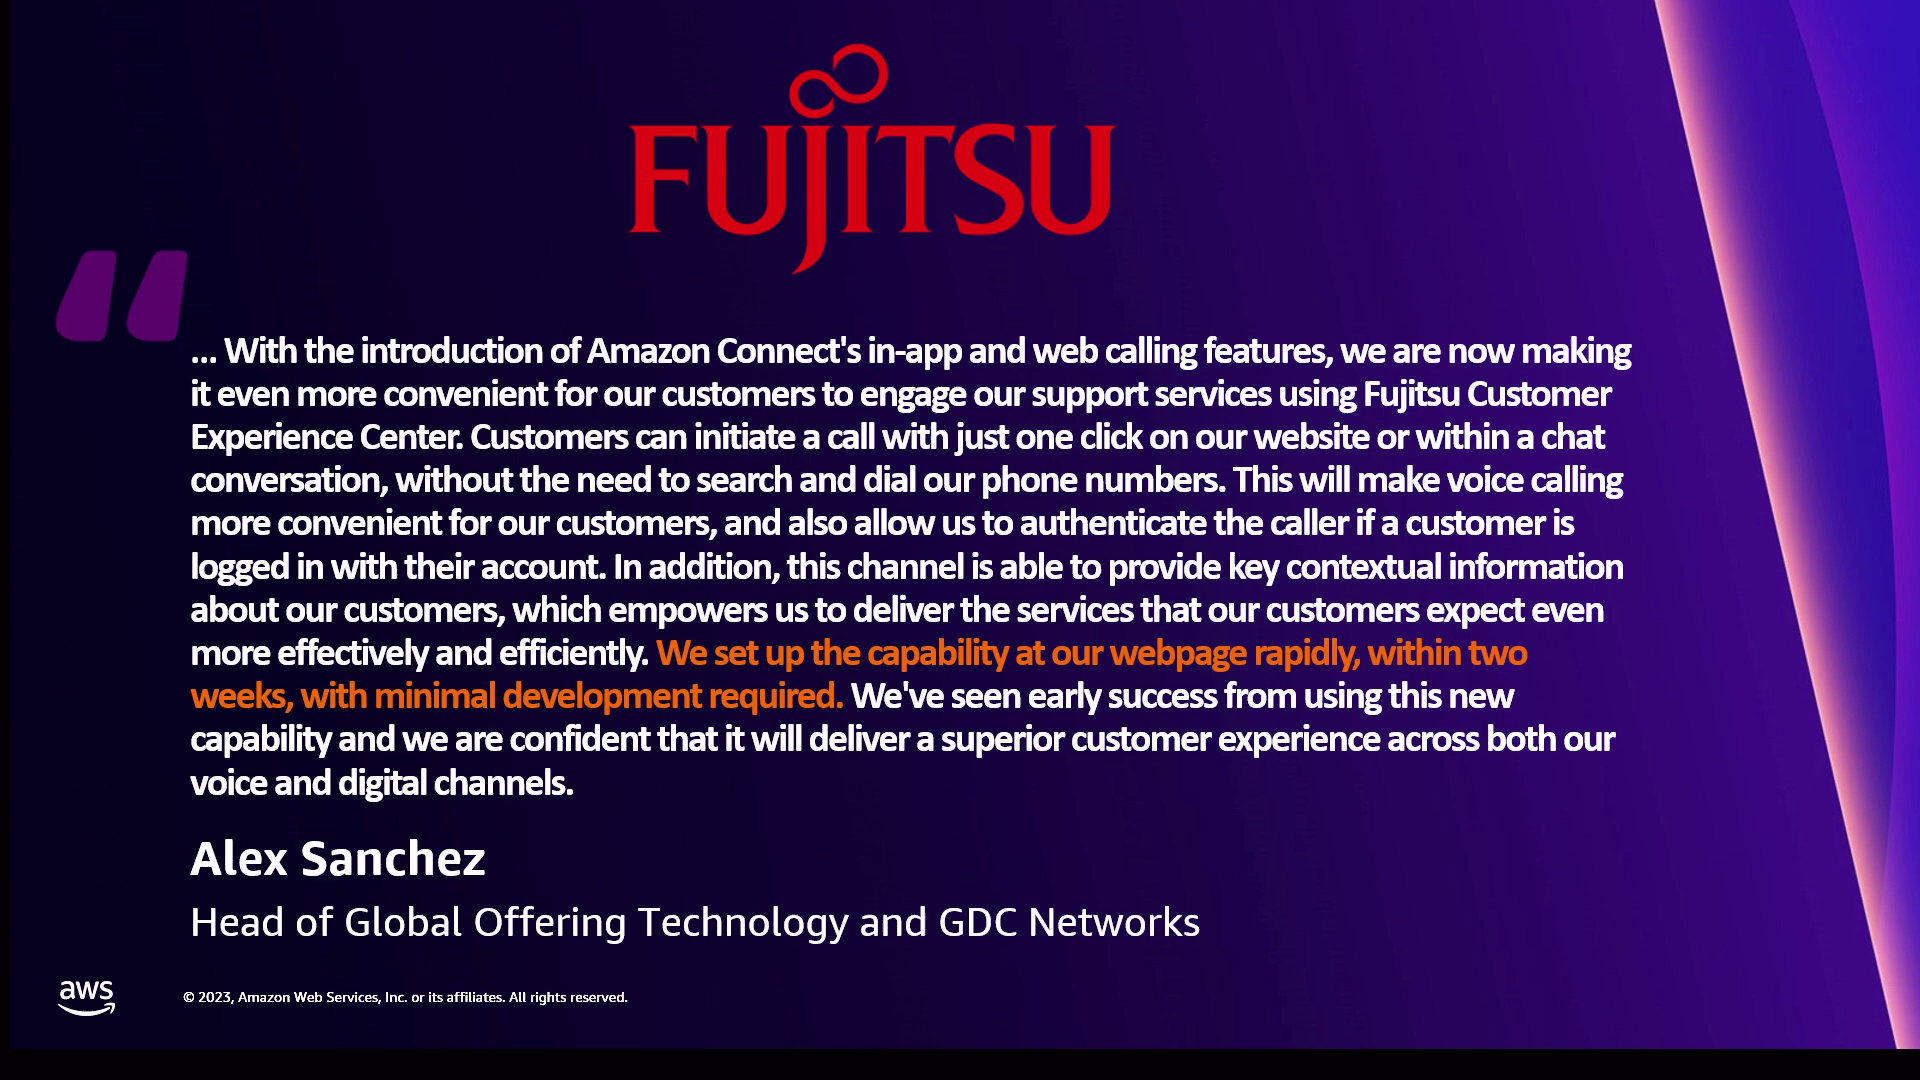 FUJITSU
“
... With the introduction of Amazon Connect's in-app and web calling features, we are now making
it even more convenient for our customers to engage our support services using Fujitsu Customer
Experience Center. Customers can initiate a call with just one click on our website or within a chat
conversation, without the need to search and dial our phone numbers. This will make voice calling
more convenient for our customers, and also allow us to authenticate the caller if a customer is
logged in with their account. In addition, this channel is able to provide key contextual information
about our customers, which empowers us to deliver the services that our customers expect even
more effectively and efficiently. We set up the capability at our webpage rapidly, within two
weeks, with minimal development required. We've seen early success from using this new
capability and we are confident that it will deliver a superior customer experience across both our
voice and digital channels.
Alex Sanchez
Head of Global Offering Technology and GDC Networks
aws
© 2023, Amazon Web Services, Inc. or its affiliates. All rights reserved.